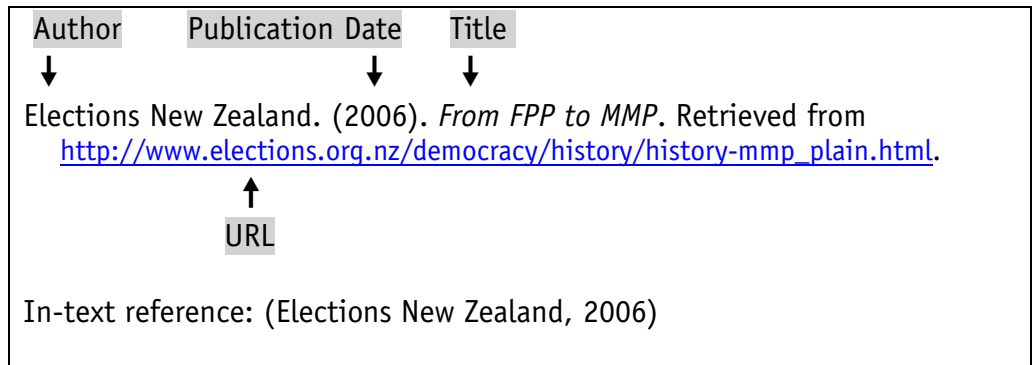 Author Publication Date Title
Elections New Zealand. (2006). From FPP to MMP. Retrieved from
http://www.elections.org.nz/democracy/history/history-mmp_plain.html.
URL
In-text reference: (Elections New Zealand, 2006)